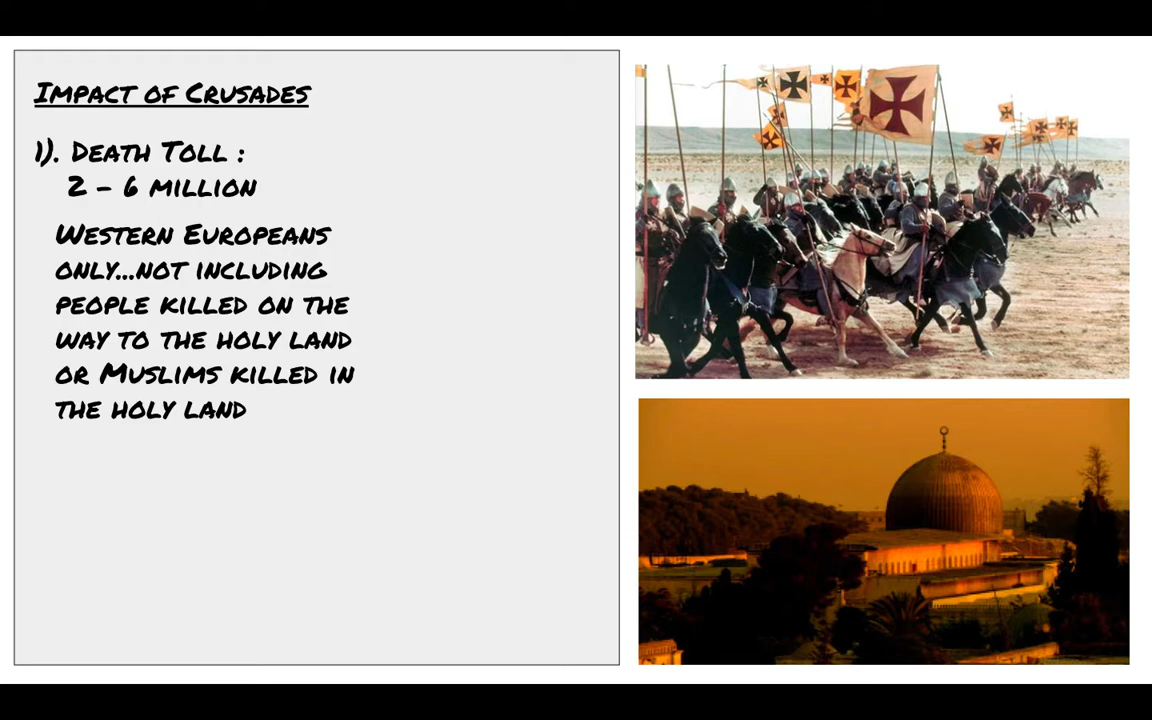 Impact of Crusades
1). Death Toll :
2 - 6 million
Western Europeans
only...not including
people killed on the
way to the holy land
or Muslims killed in
the holy land